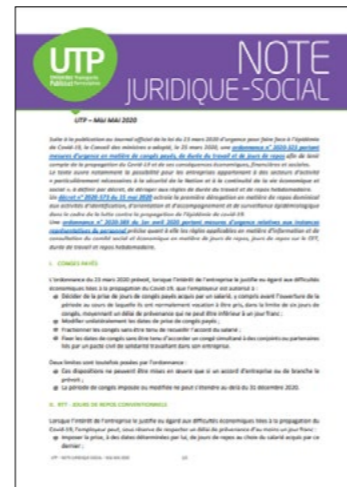 UTP
NOTE
JURIDIQUE-SOCIAL
UTP – MàJ MAI 2020
Suite à la publication au Journal officiel de la loi du 23 mars 2020 d'urgence pour faire face à l'épidémie
de Covid-19, le Conseil des ministres a adopté, le 25 mars 2020, une ordonnance n° 2020-323 portant
mesures d'urgence en matière de congés payés, de durée du travail et de jours de repos afin de tenir
compte de la propagation du Covid-19 et de ses conséquences économiques, financières et sociales.
Ce texte ouvre notamment la possibilité pour les entreprises appartenant à des secteurs d'activité
« particulièrement nécessaires à la sécurité de la Nation et à la continuité de la vie économique et
sociale », à définir par décret, de déroger aux règles de durée du travail et de repos hebdomadaire.
Un décret n° 2020-573 du 15 mai 2020 octroie la première dérogation en matière de repos dominical
aux activités d'identification, d'orientation et d'accompagnement et de surveillance épidémiologique
dans le cadre de la lutte contre la propagation de l'épidémie de covid-19.
Une ordonnance n° 2020-389 du 1er avril 2020 portant mesures d'urgence relatives aux instances
représentatives du personnel précise quant à elle les règles applicables en matière d'information et de
consultation du comité social et économique en matière de jours de repos, jours de repos sur le CET,
durée du travail et repos hebdomadaire.
I. CONGES PAYÉS
L'ordonnance du 25 mars 2020 prévoit, lorsque l'intérêt de l'entreprise le justifie eu égard aux difficultés
économiques liées à la propagation du Covid-19, que l'employeur est autorisé à :
Décider de la prise de jours de congés payés acquis par un salarié, y compris avant l'ouverture de la
période au cours de laquelle ils ont normalement vocation à être pris, dans la limite de six jours de
congés, moyennant un délai de prévenance qui ne peut être inférieur à un jour franc ;
Modifier unilatéralement les dates de prise de congés payés ;
Fractionner les congés sans être tenu de recueillir l'accord du salarié ;
Fixer les dates de congés sans être tenu d'accorder un congé simultané à des conjoints ou partenaires
liés par un pacte civil de solidarité travaillant dans son entreprise.
Deux limites sont toutefois posées par l'ordonnance :
Ces dispositions ne peuvent être mises en œuvre que si un accord d'entreprise ou de branche le
prévoit ;
La période de congés imposée ou modifiée ne peut s'étendre au-delà du 31 décembre 2020.
II. RTT - JOURS DE REPOS CONVENTIONNELS
Lorsque l'intérêt de l'entreprise le justifie eu égard aux difficultés économiques liées à la propagation du
Covid-19, l'employeur peut, sous réserve de respecter un délai de prévenance d'au moins un jour franc :
Imposer la prise, à des dates déterminées par lui, de jours de repos au choix du salarié acquis par ce
dernier ;